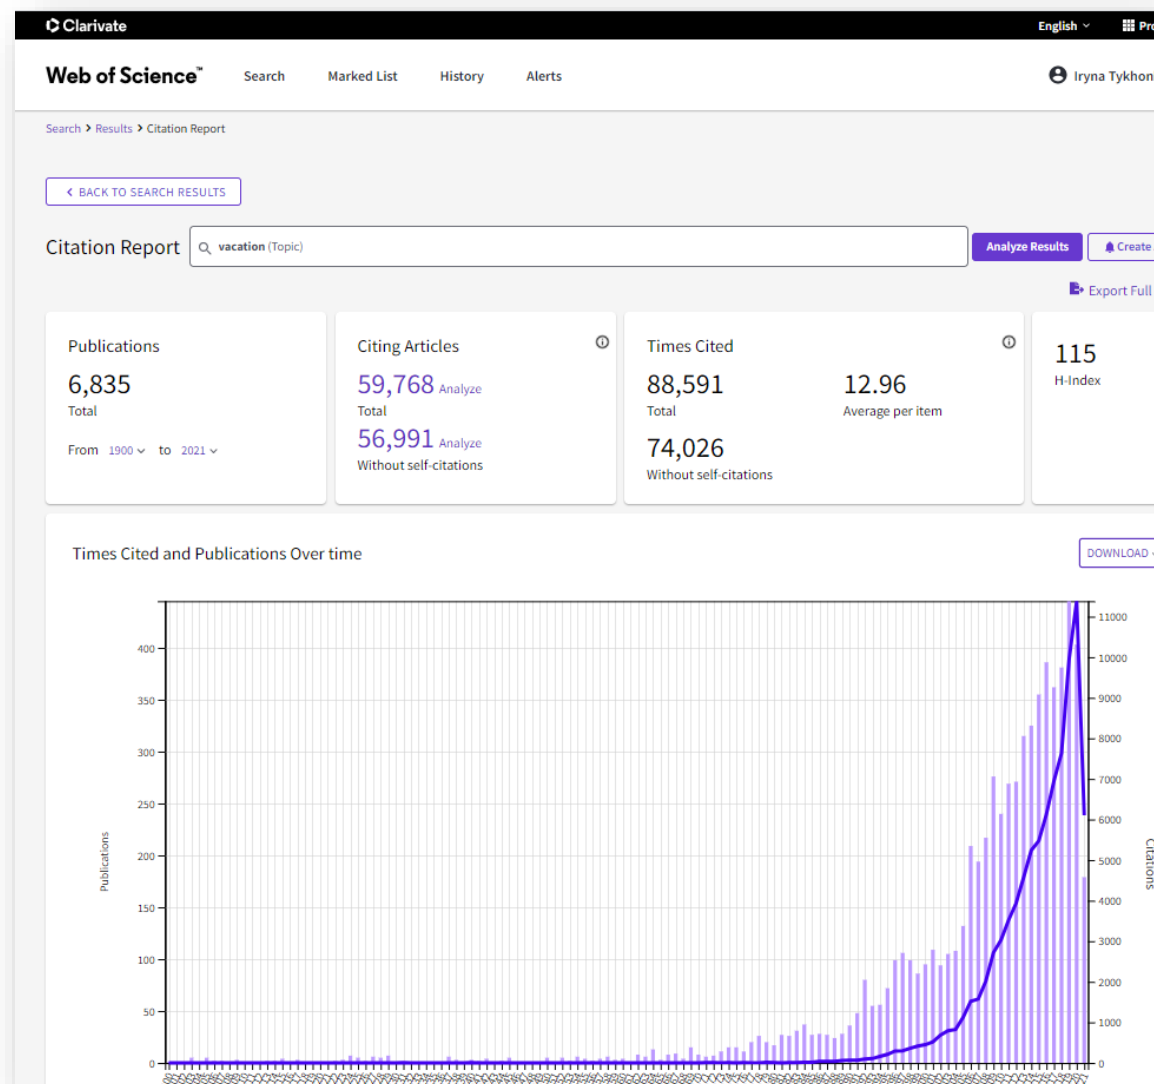 Clarivate
English
Pro
Web of Science™
Search
Marked List
History
Alerts
Iryna Tykhon
Search > Results > Citation Report
< BACK TO SEARCH RESULTS
Citation Report
vacation (Topic)
Analyze Results
Create
Export Full
Publications
6,835
Total
From 1900 to 2021
Citing Articles
59,768 Analyze
Total
56,991 Analyze
Without self-citations
Times Cited
88,591
Total
74,026
Without self-citations
12.96
Average per item
115
H-Index
Times Cited and Publications Over time
DOWNLOAD
Publications
400
350
300
250
200
150
100
50
0
11000
10000
9000
8000
7000
6000
5000
4000
3000
2000
1000
0
Citations